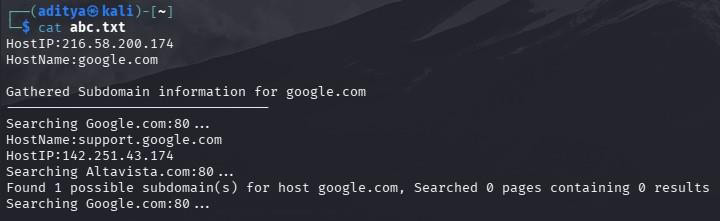 ┌──(aditya㉿kali)-[~]
└─$ cat abc.txt
HostIP:216.58.200.174
HostName:google.com
Gathered Subdomain information for google.com
---------------------------------
Searching Google.com:80...
HostName:support.google.com
HostIP:142.251.43.174
Searching Altavista.com:80...
Found 1 possible subdomain(s) for host google.com, Searched 0 pages containing 0 results
Searching Google.com:80...